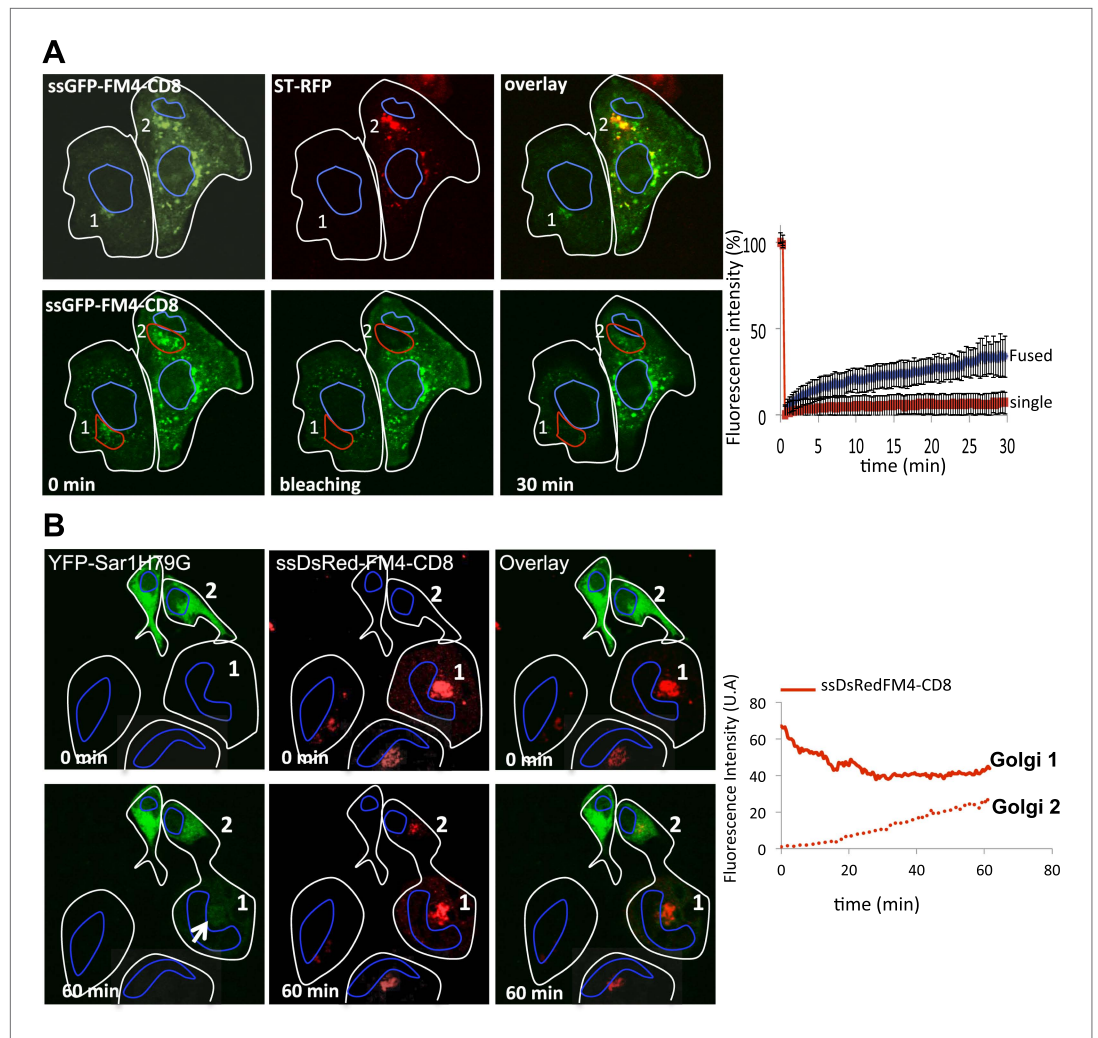 A
ssGFP-FM4-CD8
ST-RFP
overlay
2
2
2
1
1
1
ssGFP-FM4-CD8
2
2
2
1
1
1
0 min
bleaching
30 min
Fluorescence intensity (%)
100
50
0
Fused
single
0 5 10 15 20 25 30
time (min)
B
YFP-Sar1H79G
ssDsRed-FM4-CD8
Overlay
2
2
2
1
1
1
0 min
0 min
0 min
2
2
2
1
1
1
60 min
60 min
60 min
ssDsRedFM4-CD8
Fluorescence Intensity (U.A)
80
60
40
20
0
Golgi 1
Golgi 2
0 20 40 60 80
time (min)